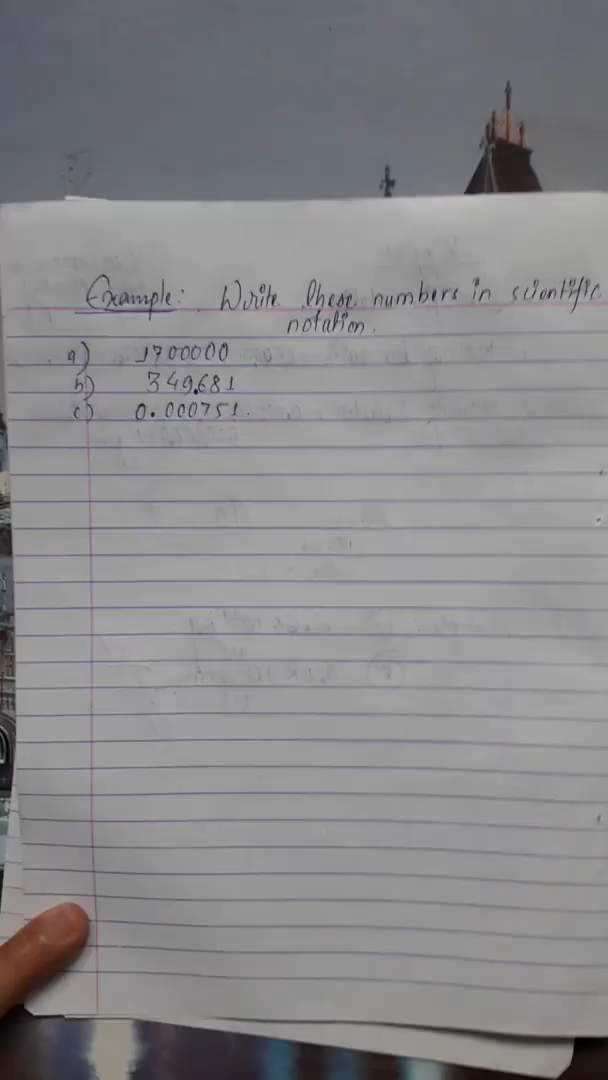 Example: Write these numbers in scientific
notation.
a) 1700000
b) 349.681
c) 0.000751.